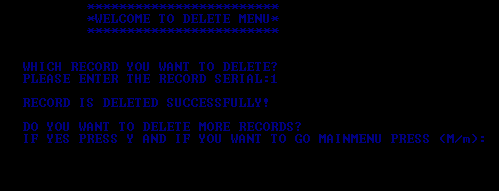 *************************
*WELCOME TO DELETE MENU*
*************************
WHICH RECORD YOU WANT TO DELETE?
PLEASE ENTER THE RECORD SERIAL:1
RECORD IS DELETED SUCCESSFULLY!
DO YOU WANT TO DELETE MORE RECORDS?
IF YES PRESS Y AND IF YOU WANT TO GO MAINMENU PRESS <M/m>: